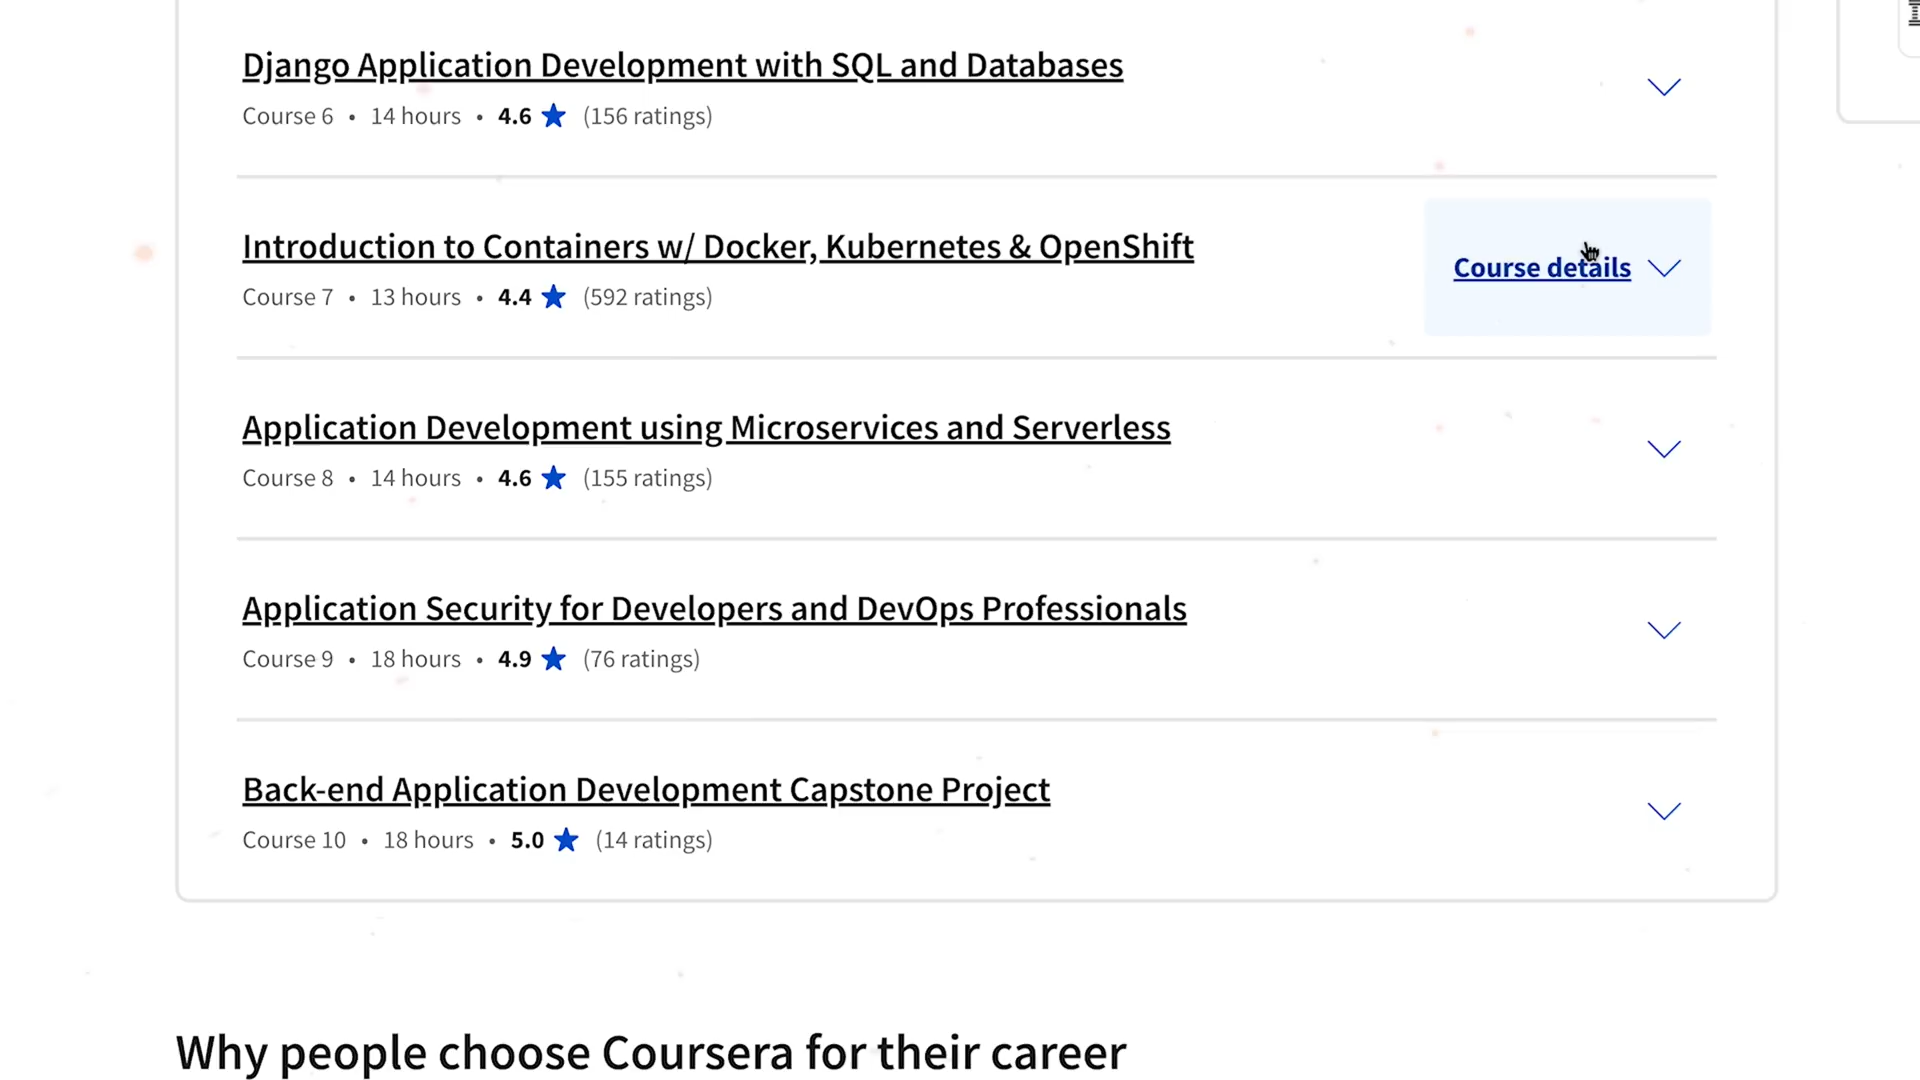 Django Application Development with SQL and Databases
Course 6 • 14 hours • 4.6 ★ (156 ratings)
Introduction to Containers w/ Docker, Kubernetes & OpenShift
Course 7 • 13 hours • 4.4 ★ (592 ratings)
Course details
Application Development using Microservices and Serverless
Course 8 • 14 hours • 4.6 ★ (155 ratings)
Application Security for Developers and DevOps Professionals
Course 9 • 18 hours • 4.9 ★ (76 ratings)
Back-end Application Development Capstone Project
Course 10 • 18 hours • 5.0 ★ (14 ratings)
Why people choose Coursera for their career